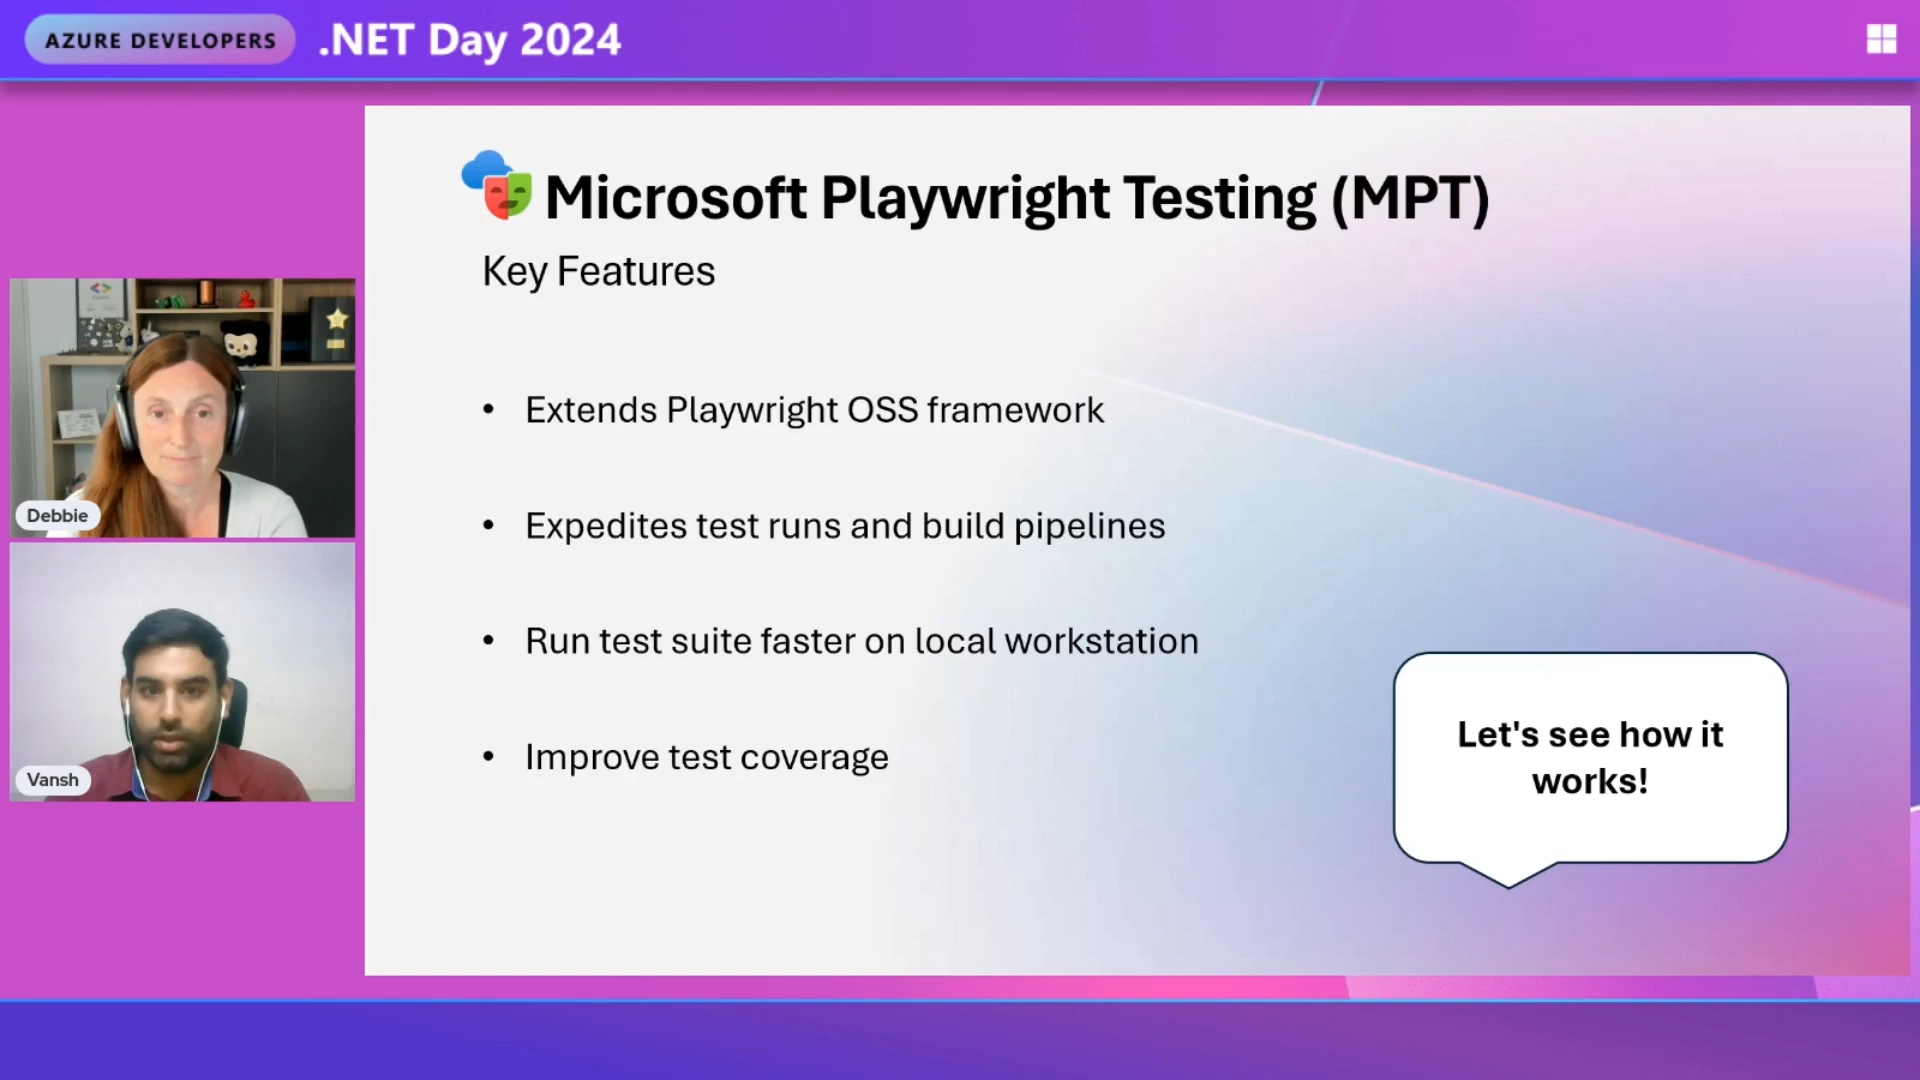 AZURE DEVELOPERS
.NET Day 2024
Microsoft Playwright Testing (MPT)
Key Features
• Extends Playwright OSS framework
• Expedites test runs and build pipelines
• Run test suite faster on local workstation
• Improve test coverage
Let's see how it
works!
Debbie
Vansh